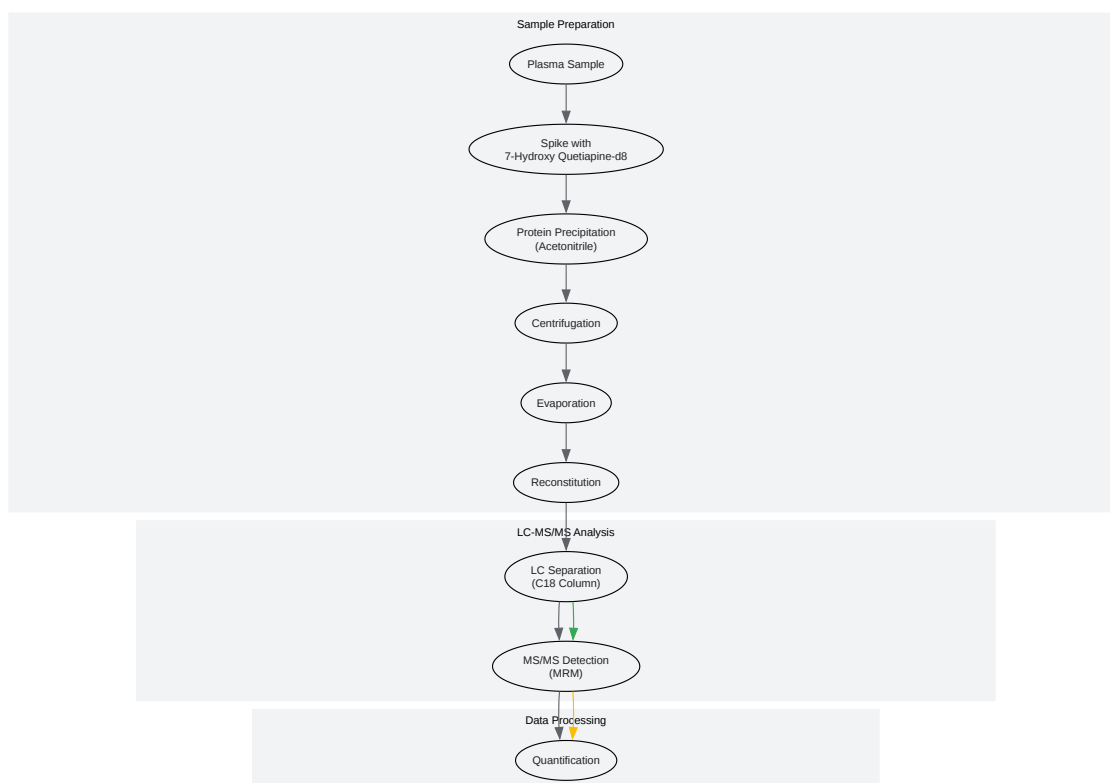 Sample Preparation
Plasma Sample
Spike with
7-Hydroxy Quetiapine-d8
Protein Precipitation
(Acetonitrile)
Centrifugation
Evaporation
Reconstitution
LC-MS/MS Analysis
LC Separation
(C18 Column)
MS/MS Detection
(MRM)
Data Processing
Quantification